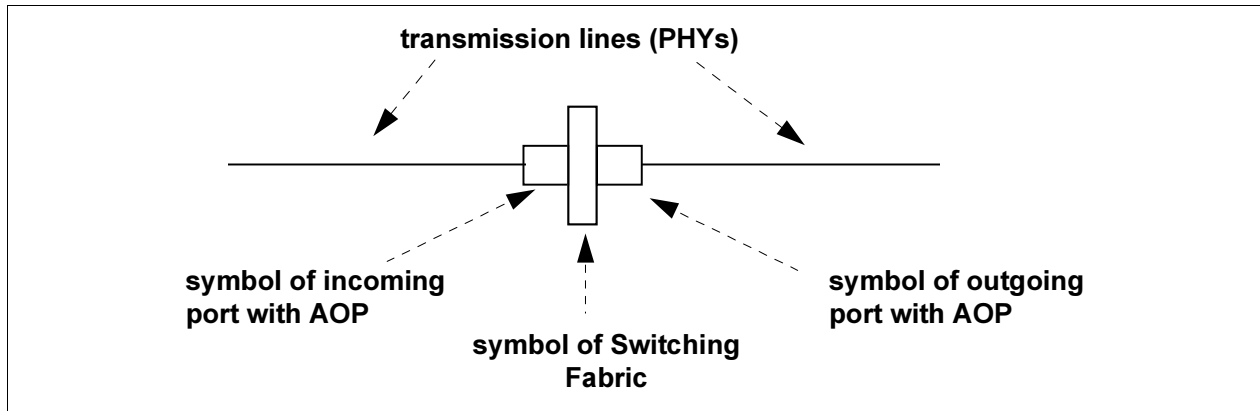 transmission lines (PHYs)
symbol of incoming
port with AOP
symbol of Switching
Fabric
symbol of outgoing
port with AOP